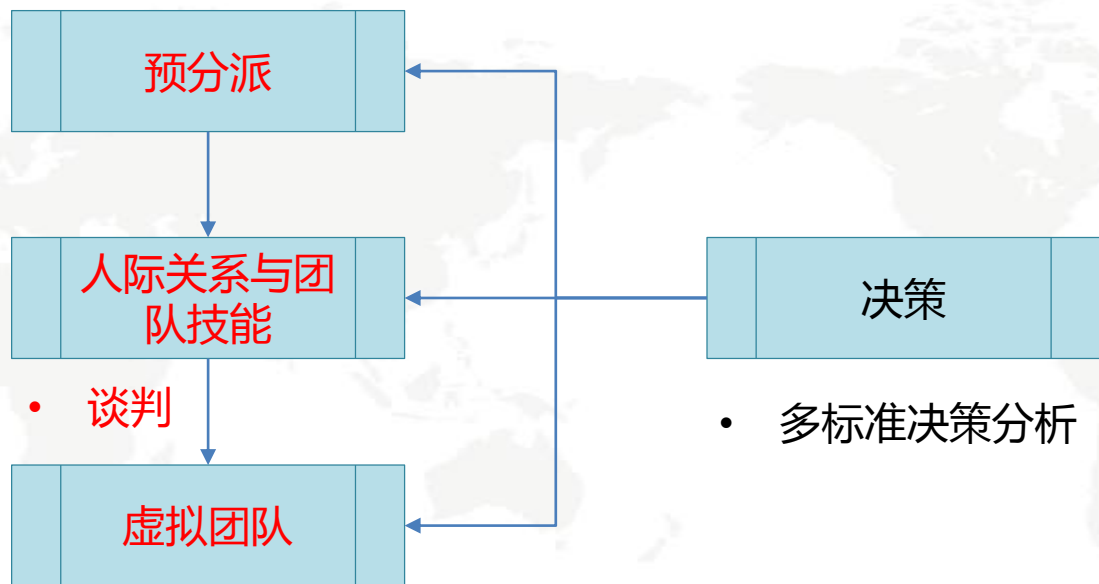 预分派
人际关系与团
队技能
• 谈判
虚拟团队
决策
• 多标准决策分析